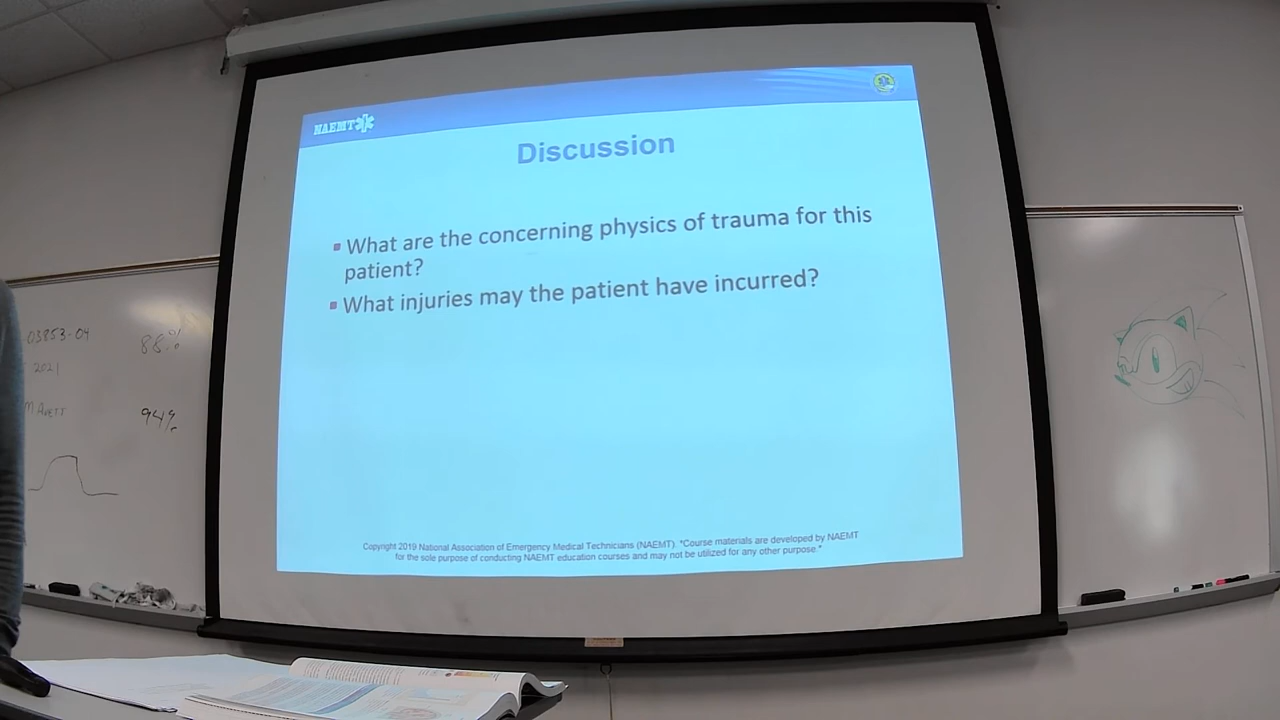 NAEMT
Discussion
What are the concerning physics of trauma for this
patient?
What injuries may the patient have incurred?
Copyright 2019 National Association of Emergency Medical Technicians (NAEMT). "Course materials are developed by NAEMT
for the sole purpose of conducting NAEMT education courses and may not be utilized for any other purpose."
03853-04
88%
2021
94%